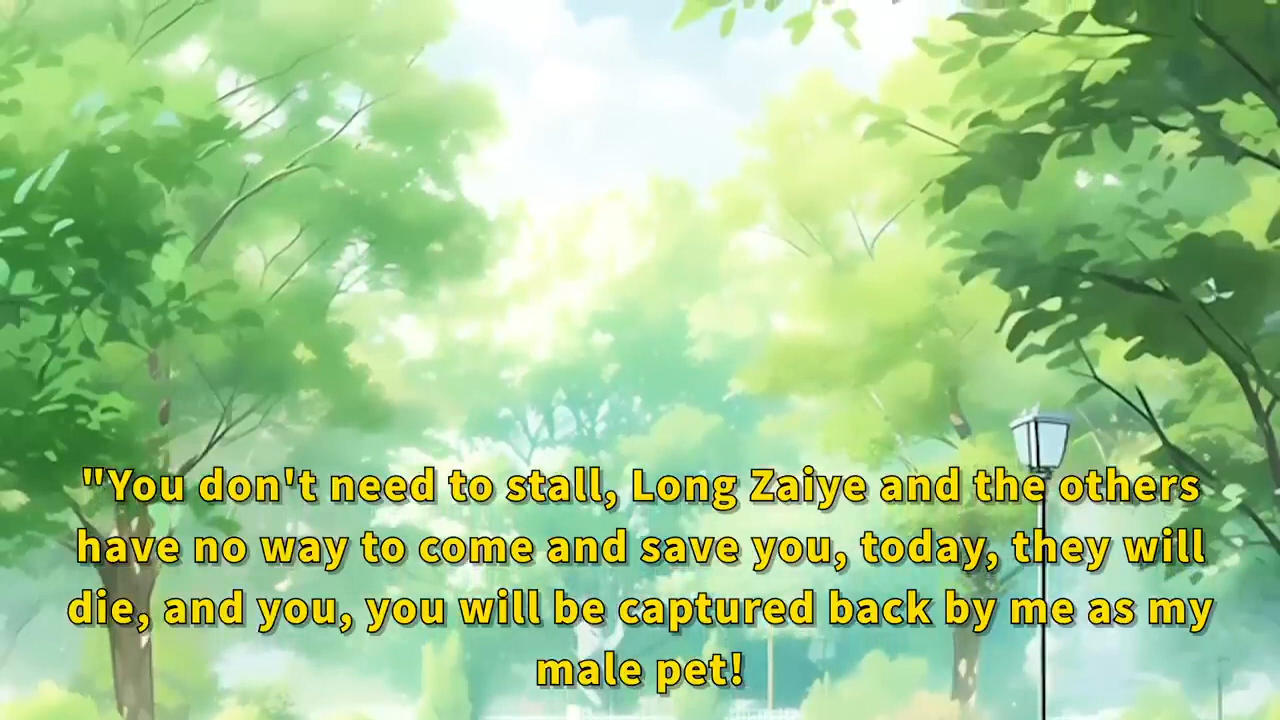 "You don't need to stall, Long Zaiye and the others
have no way to come and save you, today, they will
die, and you, you will be captured back by me as my
male pet!